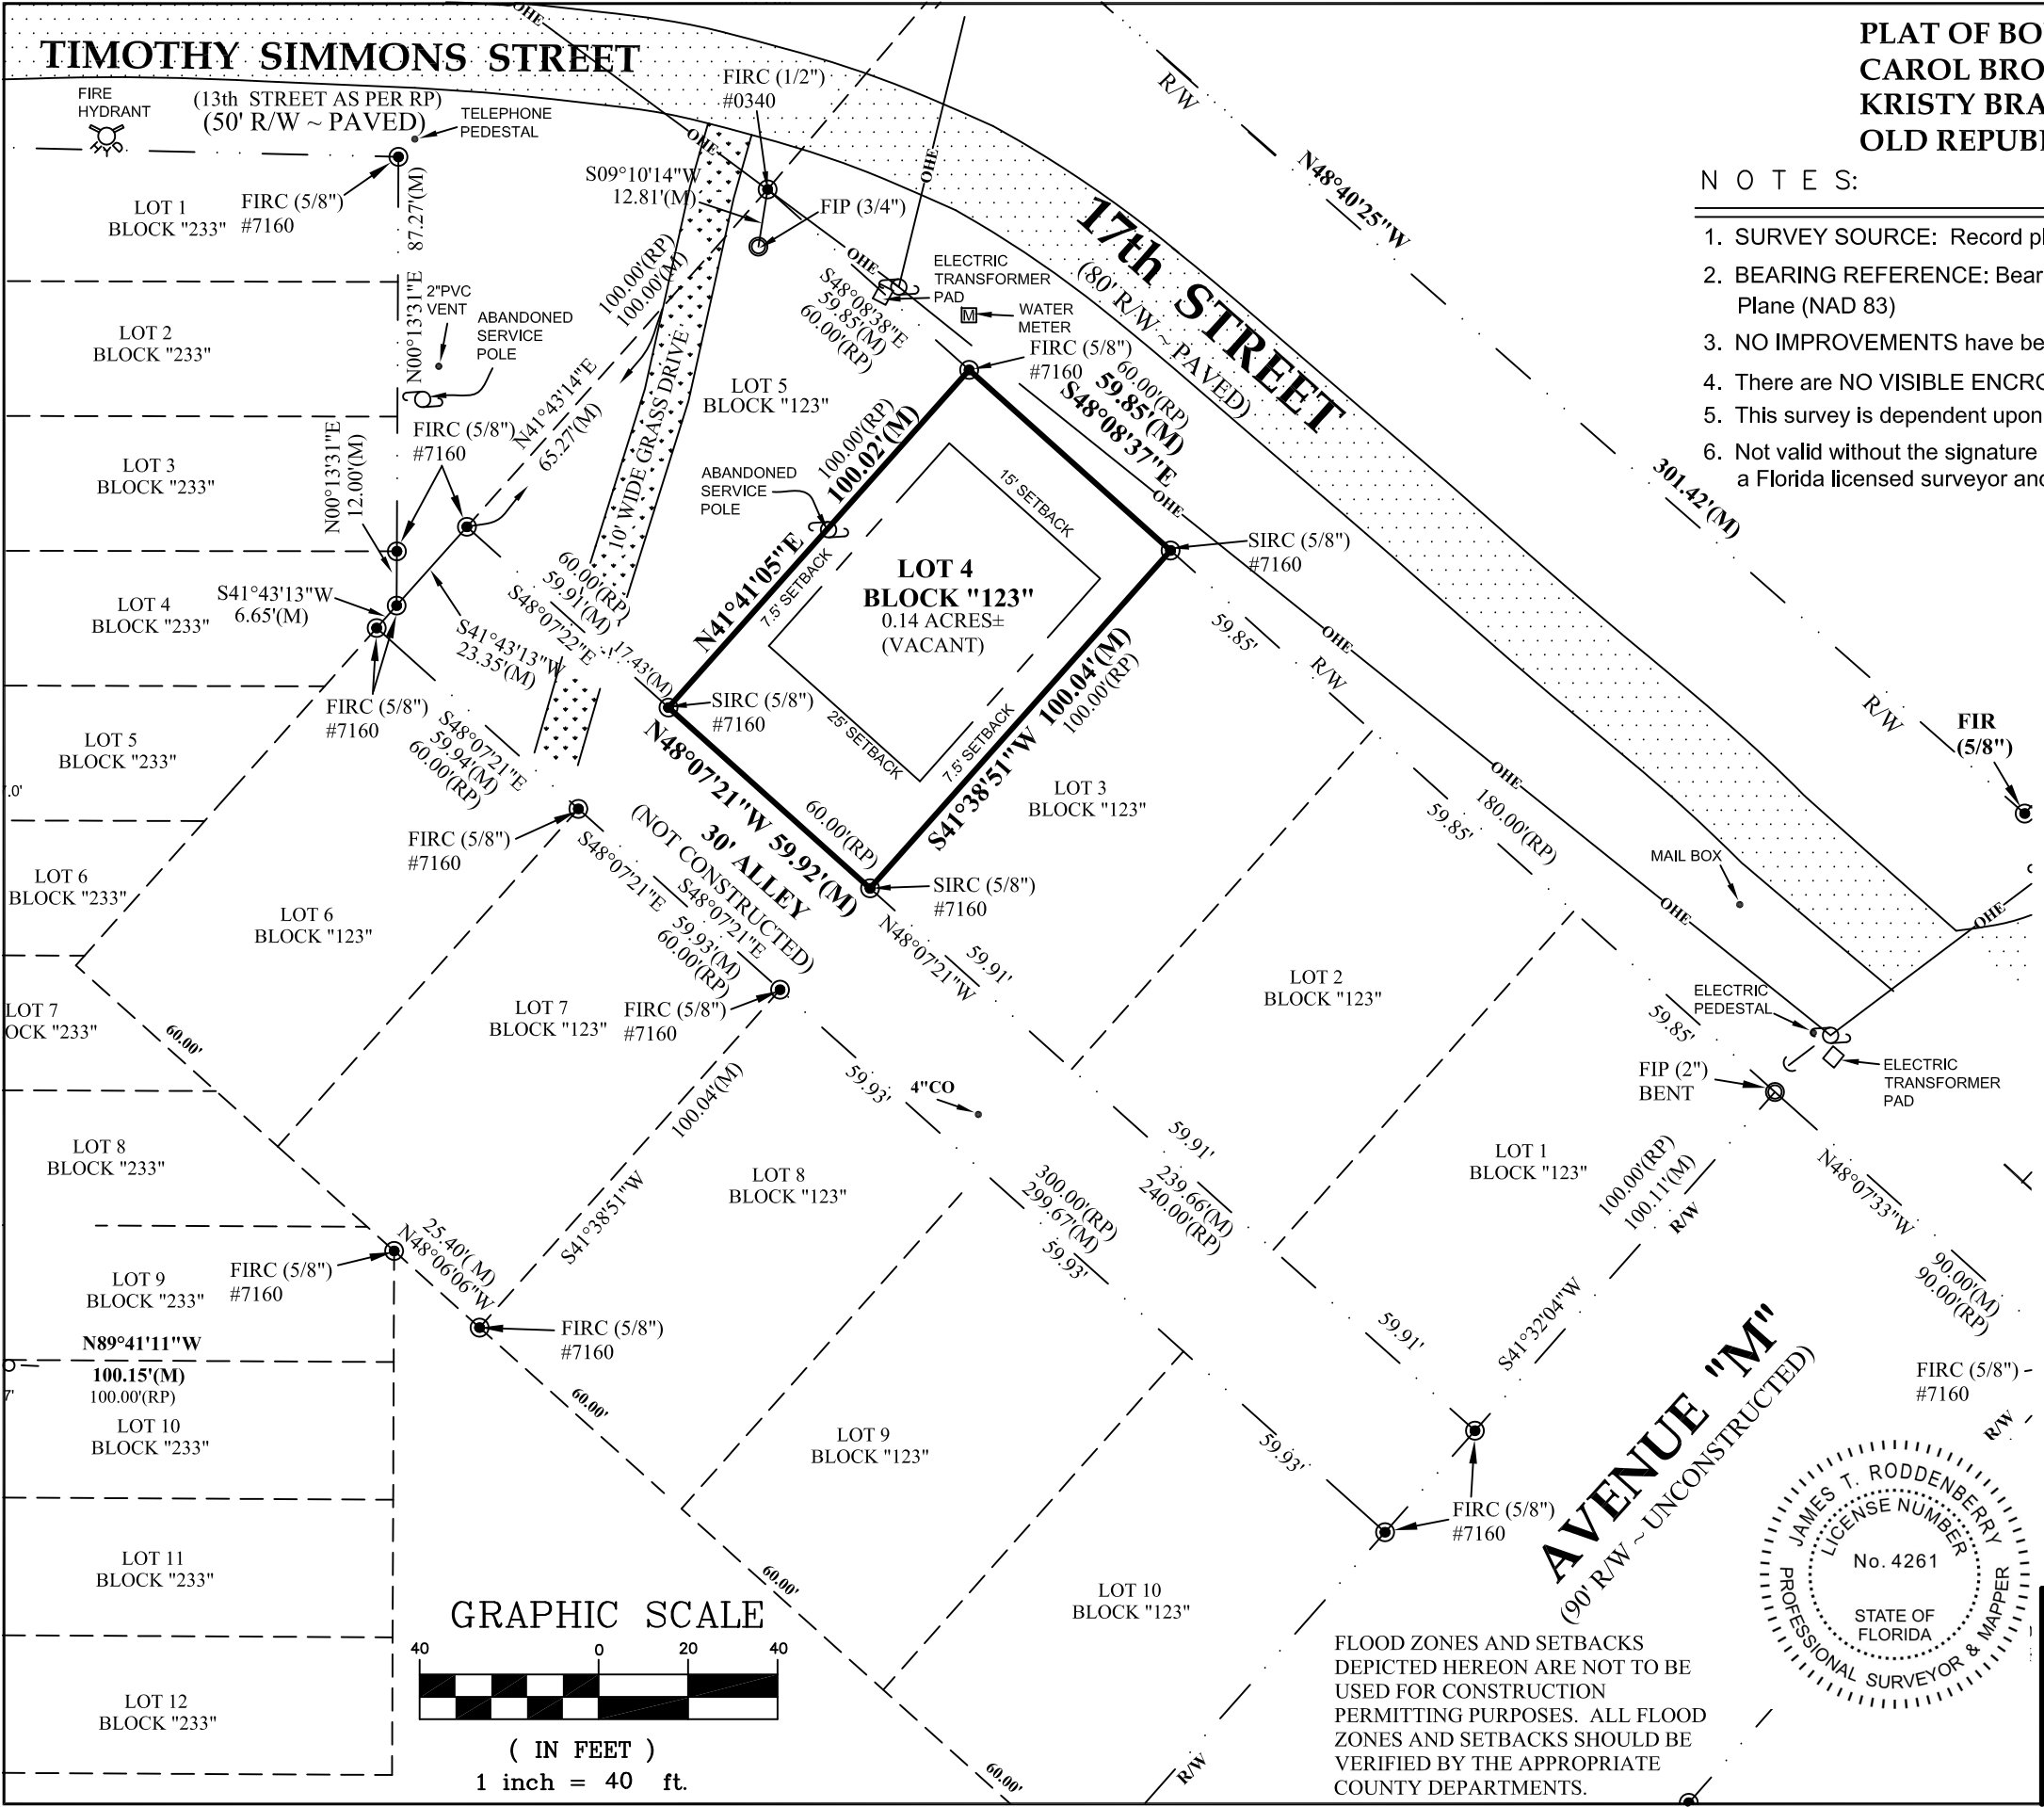 TIMOTHY SIMMONS STREET
(13th STREET AS PER RP)
(50' R/W ~ PAVED)
FIRE
HYDRANT
TELEPHONE
PEDESTAL
OHE
FIRC (1/2")
#0340
R/W
N48°40'25"W
301.42'(M)
R/W
PLAT OF BO
CAROL BRO
KRISTY BRA
OLD REPUB
NOTES:
1. SURVEY SOURCE: Record pl
2. BEARING REFERENCE: Bear
Plane (NAD 83)
3. NO IMPROVEMENTS have be
4. There are NO VISIBLE ENCRO
5. This survey is dependent upon
6. Not valid without the signature
a Florida licensed surveyor and
LOT 1
BLOCK "233"
FIRC (5/8")
#7160
87.27'(M)
N00°13'31"E
S09°10'14"W
12.81'(M)
OHE
OHE
FIP (3/4")
17th STREET
(80' R/W ~ PAVED)
OHE
ELECTRIC
TRANSFORMER
PAD
M
WATER
METER
100.00'(RP)
100.00'(M)
S48°08'38"E
59.85'(M)
60.00'(RP)
LOT 2
BLOCK "233"
2"PVC
VENT
ABANDONED
SERVICE
POLE
N41°43'14"E
65.27'(M)
10' WIDE GRASS DRIVE
LOT 5
BLOCK "123"
FIRC (5/8")
#7160
60.00'(RP)
59.85'(M)
S48°08'37"E
OHE
LOT 3
BLOCK "233"
N00°13'31"E
12.00'(M)
FIRC (5/8")
#7160
ABANDONED
SERVICE
POLE
100.00'(RP)
100.02'(M)
N41°41'05"E
7.5' SETBACK
15' SETBACK
LOT 4
BLOCK "123"
0.14 ACRES±
(VACANT)
25' SETBACK
7.5' SETBACK
S41°38'51"W 100.04'(M)
100.00'(RP)
SIRC (5/8")
#7160
59.85'
R/W
OHE
LOT 4
BLOCK "233"
S41°43'13"W
6.65'(M)
S41°43'13"W
23.35'(M)
60.00'(RP)
59.91'(M)
S48°07'22"E
17.43'(M)
SIRC (5/8")
#7160
FIRC (5/8")
#7160
LOT 5
BLOCK "233"
S48°07'21"E
59.94'(M)
60.00'(RP)
N48°07'21"W 59.92'(M)
60.00'(RP)
30' ALLEY
(NOT CONSTRUCTED)
LOT 3
BLOCK "123"
OHE
180.00'(RP)
59.85'
FIR
(5/8")
MAIL BOX
OHE
OHE
FIRC (5/8")
#7160
S48°07'21"E
S48°07'21"E
59.93'(M)
60.00'(RP)
SIRC (5/8")
#7160
N48°07'21"W
59.91'
LOT 6
BLOCK "233"
LOT 6
BLOCK "123"
LOT 7
OCK "233"
60.00'
LOT 7
BLOCK "123"
FIRC (5/8")
#7160
LOT 2
BLOCK "123"
ELECTRIC
PEDESTAL
59.85'
FIP (2")
BENT
ELECTRIC
TRANSFORMER
PAD
59.93'
4"CO
100.04'(M)
S41°38'51"W
LOT 8
BLOCK "233"
LOT 8
BLOCK "123"
59.91'
239.66'(M)
240.00'(RP)
300.00'(RP)
299.67'(M)
59.93'
LOT 1
BLOCK "123"
100.00'(RP)
100.11'(M)
R/W
N48°07'33"W
90.00'(M)
90.00'(RP)
25.40'( M)
N48°06'06"W
FIRC (5/8")
#7160
LOT 9
BLOCK "233"
FIRC (5/8")
#7160
59.91'
S41°32'04"W
AVENUE "M"
(90' R/W ~ UNCONSTRUCTED)
FIRC (5/8")
#7160
R/W
N89°41'11"W
100.15'(M)
100.00'(RP)
LOT 10
BLOCK "233"
60.00'
LOT 9
BLOCK "123"
59.93'
FIRC (5/8")
#7160
JAMES T. RODDENBERRY
LICENSE NUMBER
No. 4261
STATE OF
FLORIDA
PROFESSIONAL SURVEYOR & MAPPER
LOT 11
BLOCK "233"
60.00'
LOT 10
BLOCK "123"
GRAPHIC SCALE
40 0 20 40
( IN FEET )
1 inch = 40 ft.
LOT 12
BLOCK "233"
60.00'
R/W
FLOOD ZONES AND SETBACKS
DEPICTED HEREON ARE NOT TO BE
USED FOR CONSTRUCTION
PERMITTING PURPOSES. ALL FLOOD
ZONES AND SETBACKS SHOULD BE
VERIFIED BY THE APPROPRIATE
COUNTY DEPARTMENTS.